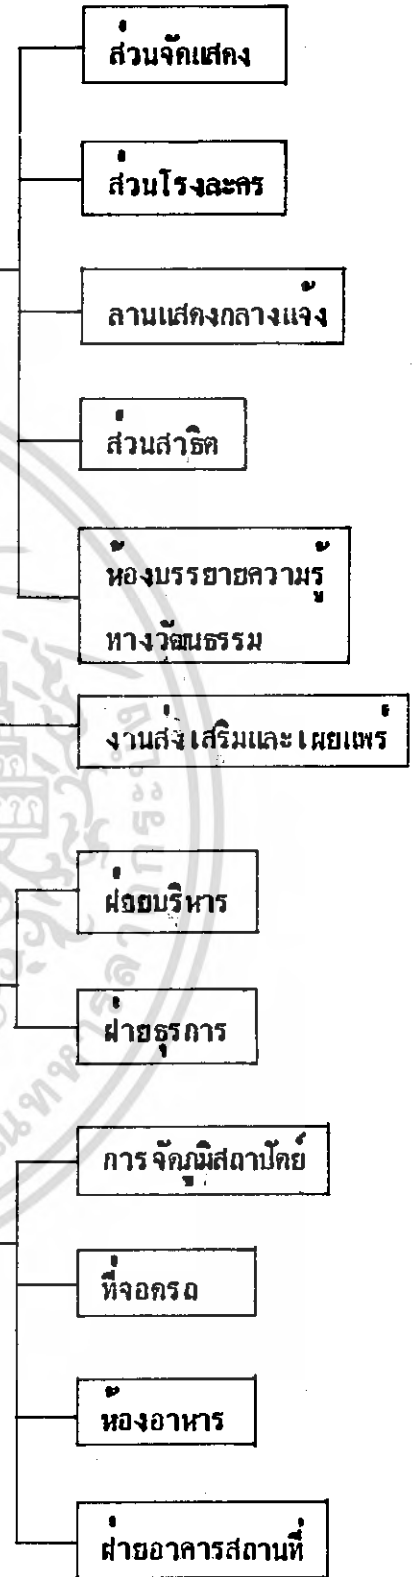 ส่วนจัดแสดง
ส่วนโรงละคร
ลานแสดงกลางแจ้ง
ส่วนสาธิต
ห้องบรรยายความรู้
ทางวัฒนธรรม
งานส่งเสริมและเผยแพร่
ฝ่ายบริหาร
ฝ่ายธุรการ
การจัดภูมิสถาปัตย์
ที่จอดรถ
ห้องอาหาร
ฝ่ายอาคารสถานที่